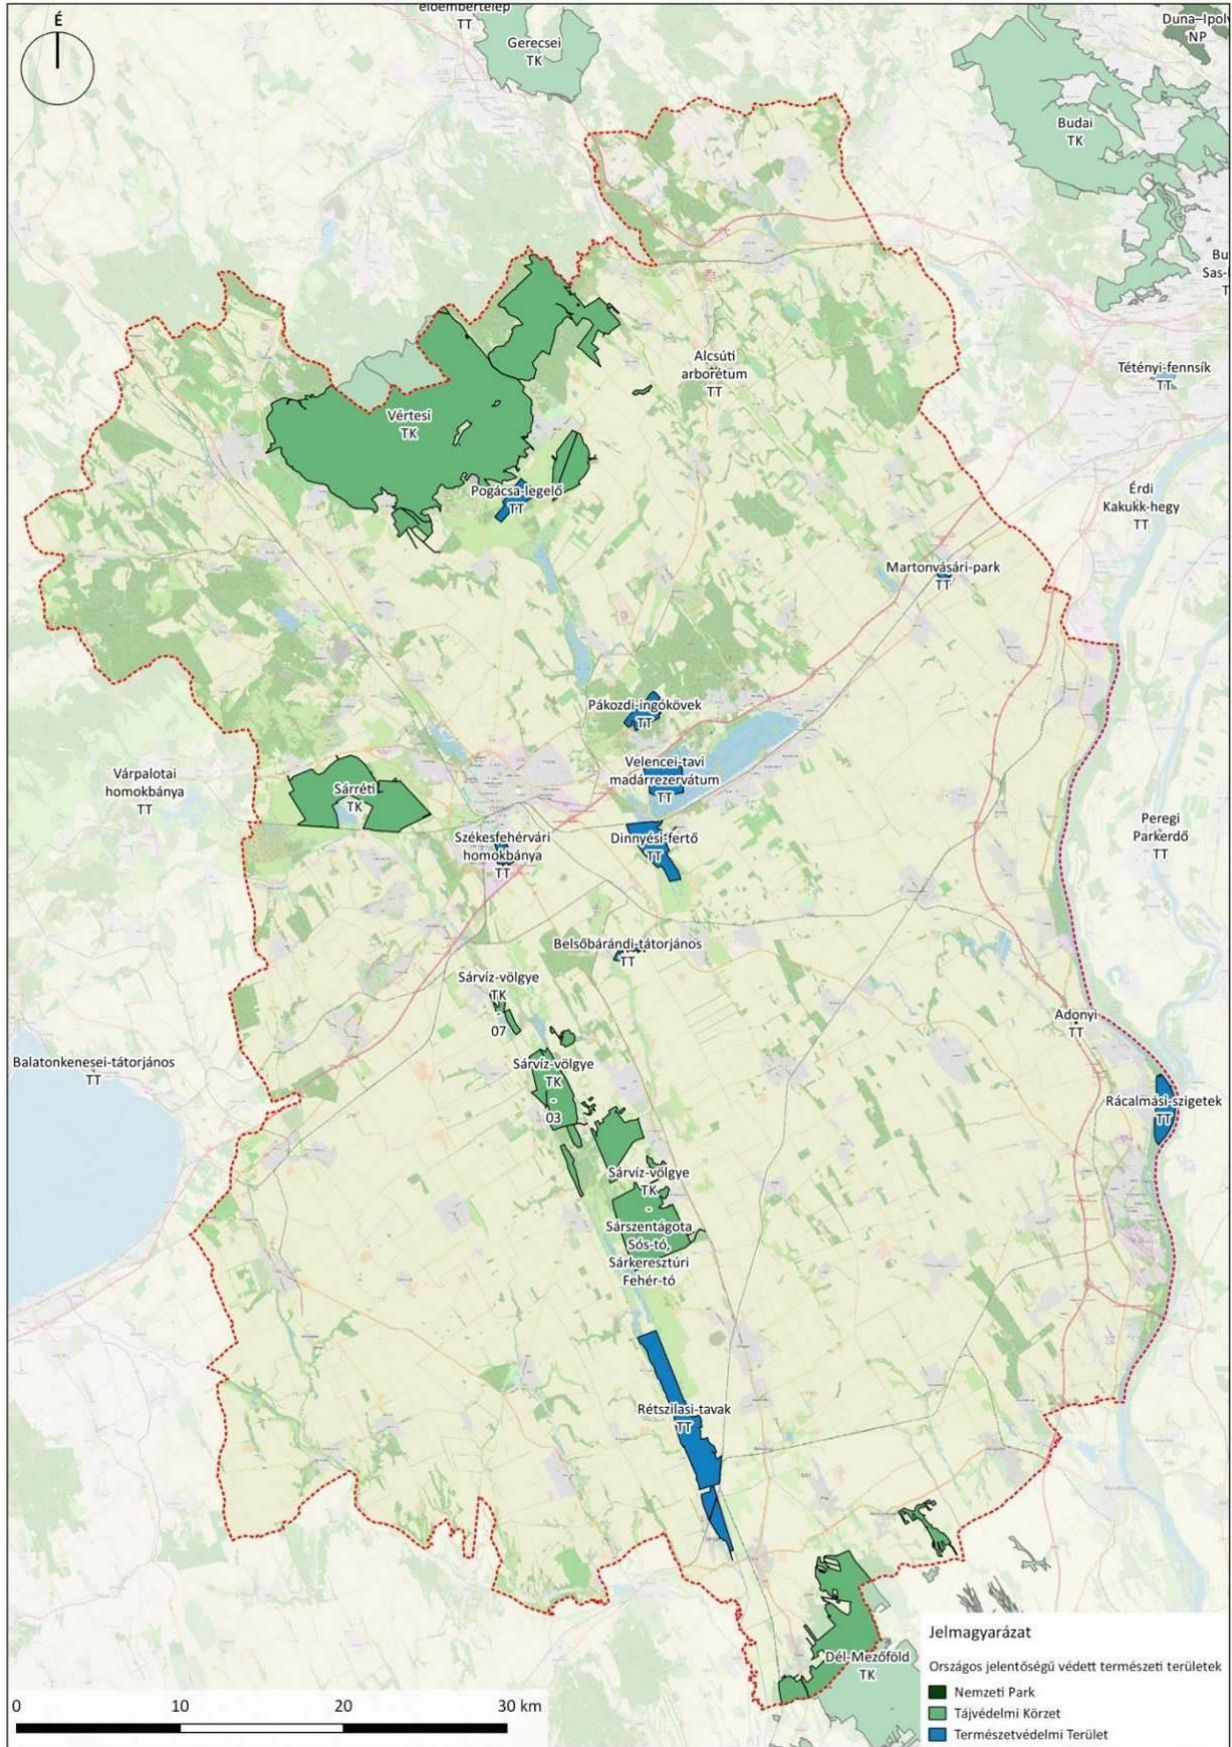 előembertelep
TT
Duna–Ipoly
NP
É
Gerecsei
TK
Budai
TK
Bu
Sas-
T
Alcsúti
arborétum
TT
Tétényi-fennsík
TT
Vértesi
TK
Pogácsa-legelő
TT
Érdi
Kakukk-hegy
TT
Martonvásári-park
TT
Pákozdi-ingókövek
TT
Velencei-tavi
madárrezervátum
TT
Várpalotai
homokbánya
TT
Sárréti
TK
Peregi
Parkerdő
TT
Székesfehérvári
homokbánya
TT
Dinnyési-fertő
TT
Belsőbárándi-tátorjános
TT
Sárvíz-völgye
TK
-
07
Adonyi
TT
Balatonkenesei-tátorjános
TT
Sárvíz-völgye
TK
-
03
Rácalmási-szigetek
TT
Sárvíz-völgye
TK
-
Sárszentágota
Sós-tó,
Sárkeresztúri
Fehér-tó
Rétszilasi-tavak
TT
Dél-Mezőföld
TK
Jelmagyarázat
Országos jelentőségű védett természeti területek
Nemzeti Park
Tájvédelmi Körzet
Természetvédelmi Terület
0 10 20 30 km